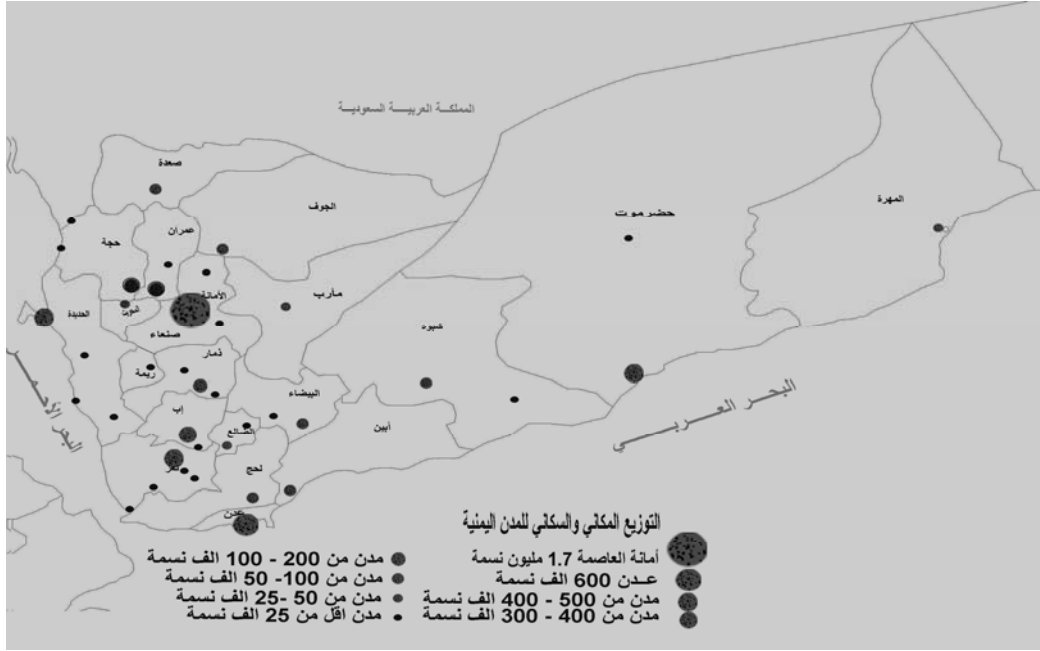 المملكة العربية السعودية
صعدة
الجوف
حضرموت
المهرة
عمران
حجة
مأرب
الأمانة
الحديدة
صنعاء
شبوة
ذمار
ريمة
البيضاء
إب
أبين
الضالع
تعز
لحج
عدن
البحر الأحمر
البحر العربي
التوزيع المكاني والسكاني للمدن اليمنية
أمانة العاصمة 1.7 مليون نسمة
عدن 600 الف نسمة
مدن من 500 - 400 الف نسمة
مدن من 400 - 300 الف نسمة
مدن من 200 - 100 الف نسمة
مدن من 100- 50 الف نسمة
مدن من 50 -25 الف نسمة
مدن اقل من 25 الف نسمة